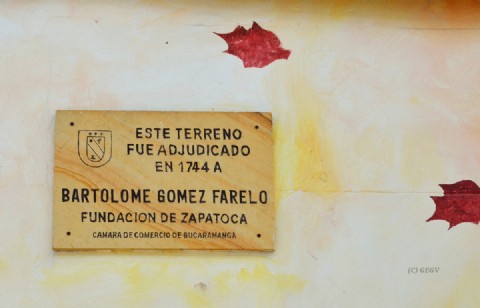 ESTE TERRENO
FUE ADJUDICADO
EN 1744 A
BARTOLOME GOMEZ FARELO
FUNDACION DE ZAPATOCA
CAMARA DE COMERCIO DE BUCARAMANGA
(C) GEGV